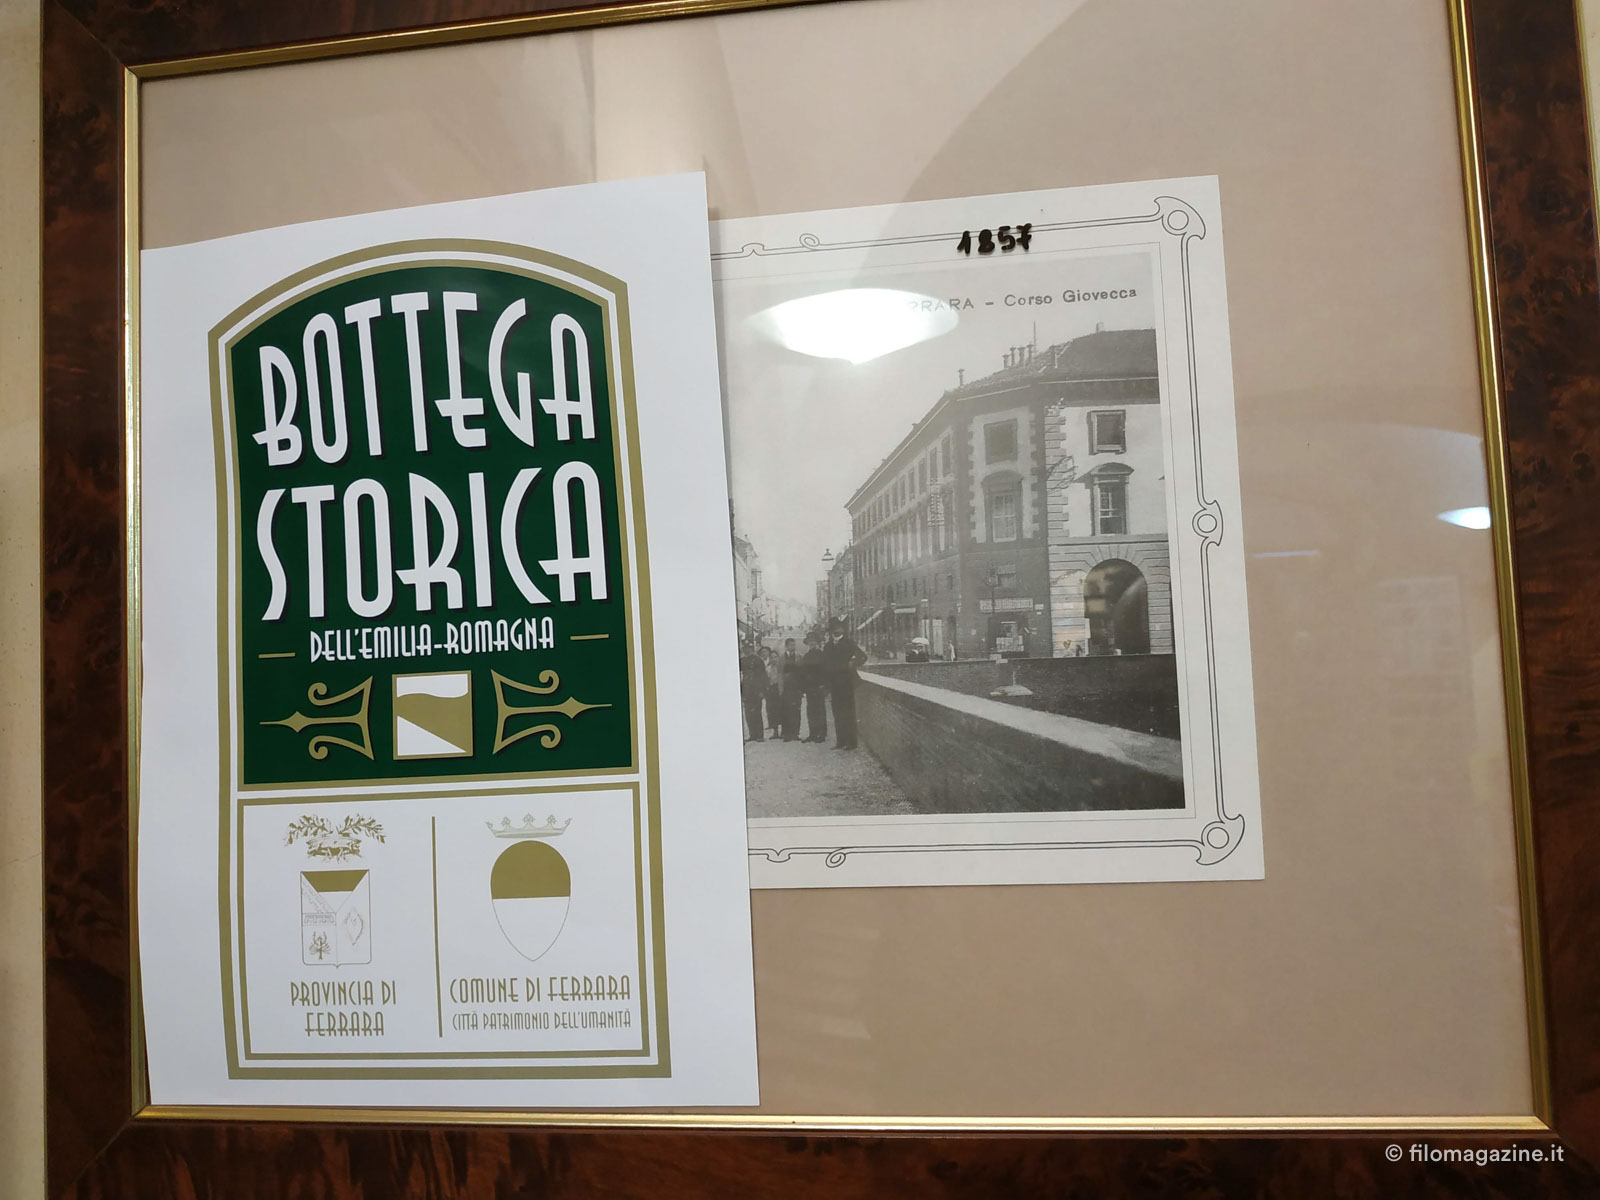 BOTTEGA
STORICA
DELL'EMILIA-ROMAGNA
PROVINCIA DI
FERRARA
COMUNE DI FERRARA
CITTÀ PATRIMONIO DELL'UMANITÀ
1857
RRARA - Corso Giovecca
© filomagazine.it